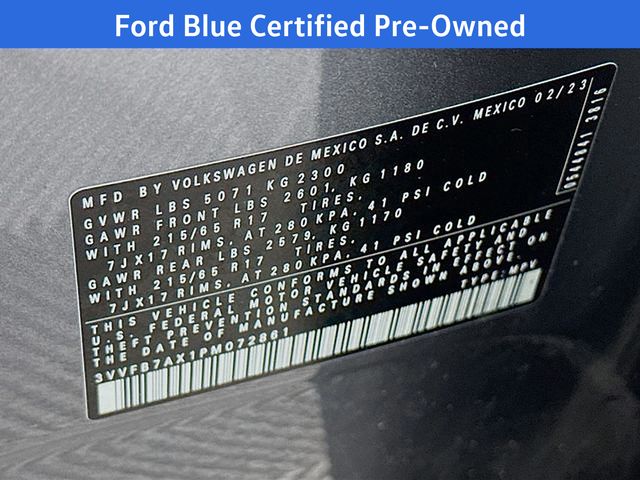 Ford Blue Certified Pre-Owned
MFD BY VOLKSWAGEN DE MEXICO S.A. DE C.V. MEXICO 02/23
GVWR LBS 5071 KG 2300
GAWR FRONT LBS 2601, KG 1180
WITH 215/65 R17 TIRES,
7JX17 RIMS, AT 280 KPA, 41 PSI COLD
GAWR REAR LBS 2579, KG 1170
WITH 215/65 R17 TIRES,
7JX17 RIMS, AT 280 KPA, 41 PSI COLD
THIS VEHICLE CONFORMS TO ALL APPLICABLE
U.S. FEDERAL MOTOR VEHICLE SAFETY AND
THEFT PREVENTION STANDARDS IN EFFECT ON
THE DATE OF MANUFACTURE SHOWN ABOVE.
3VVFB7AX1PM072861 TYPE: MPV